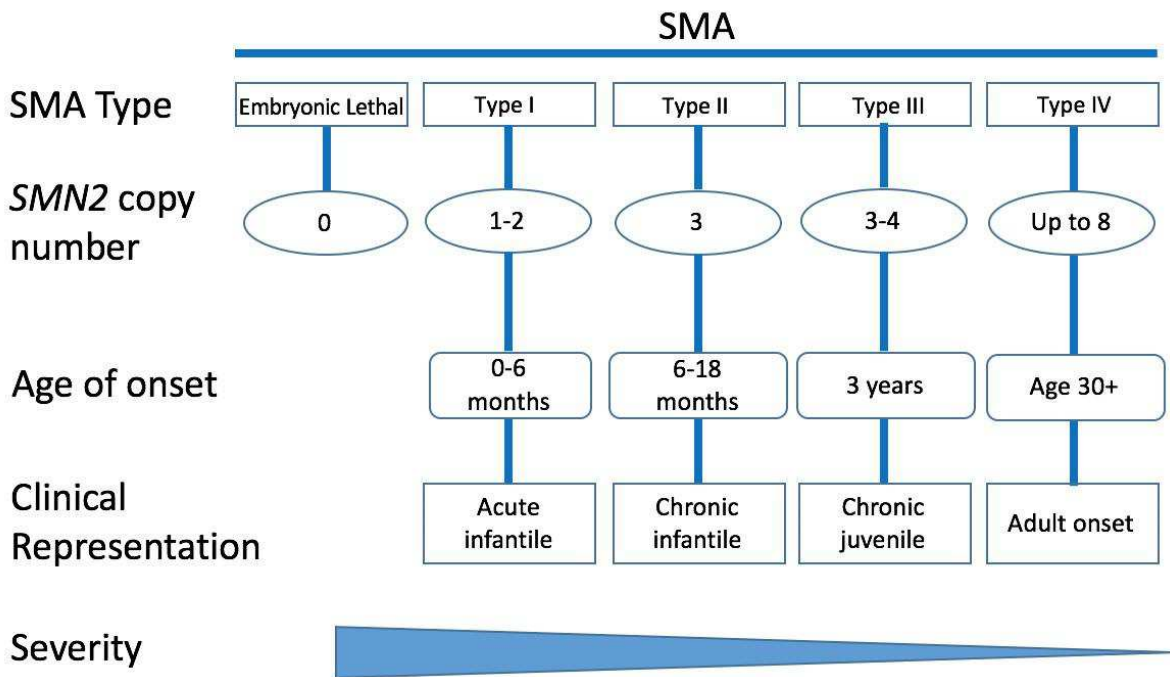 SMA
SMA Type
Embryonic Lethal
Type I
Type II
Type III
Type IV
SMN2 copy
number
0
1-2
3
3-4
Up to 8
Age of onset
0-6
months
6-18
months
3 years
Age 30+
Clinical
Representation
Acute
infantile
Chronic
infantile
Chronic
juvenile
Adult onset
Severity